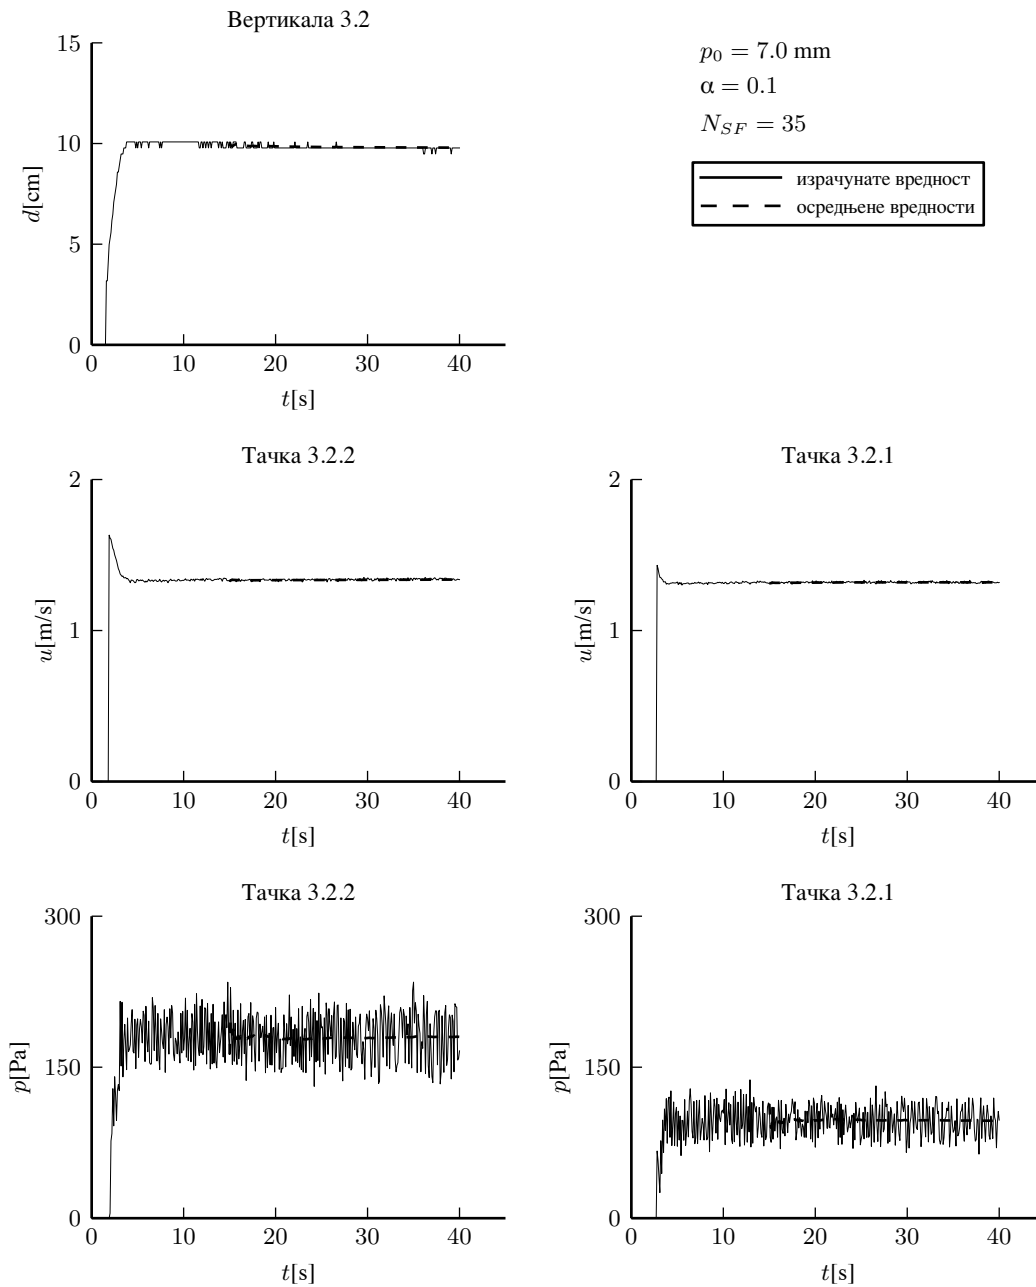 Вертикала 3.2
15
10
5
0
d[cm]
0 10 20 30 40
t[s]
p₀ = 7.0 mm
α = 0.1
N_SF = 35
израчунате вредност
осредњене вредности
Тачка 3.2.2
2
1
0
u[m/s]
0 10 20 30 40
t[s]
Тачка 3.2.1
2
1
0
u[m/s]
0 10 20 30 40
t[s]
Тачка 3.2.2
300
150
0
p[Pa]
0 10 20 30 40
t[s]
Тачка 3.2.1
300
150
0
p[Pa]
0 10 20 30 40
t[s]